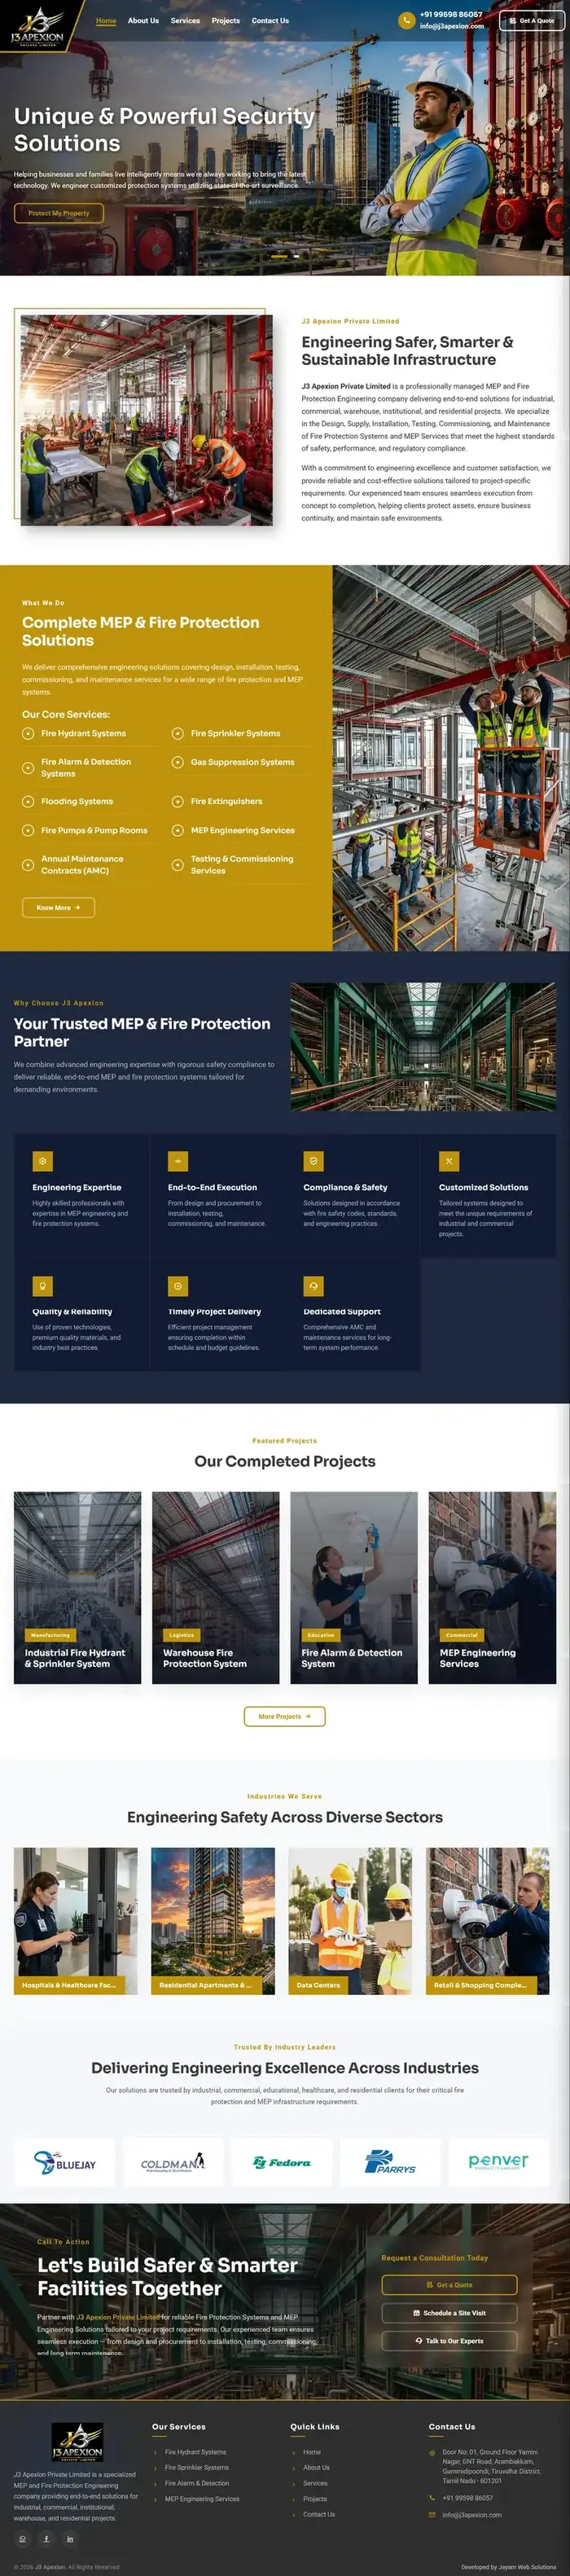 J3 APEXION
PRIVATE LIMITED
Home
About Us
Services
Projects
Contact Us
+91 99598 86057
info@j3apexion.com
Get A Quote
Unique & Powerful Security
Solutions
Helping businesses and families live intelligently means we're always working to bring the latest
technology. We engineer customized protection systems utilizing state-of-the-art surveillance.
Protect My Property
J3 Apexion Private Limited
Engineering Safer, Smarter &
Sustainable Infrastructure
J3 Apexion Private Limited is a professionally managed MEP and Fire
Protection Engineering company delivering end-to-end solutions for industrial,
commercial, warehouse, institutional, and residential projects. We specialize
in the Design, Supply, Installation, Testing, Commissioning, and Maintenance
of Fire Protection Systems and MEP Services that meet the highest standards
of safety, performance, and regulatory compliance.
With a commitment to engineering excellence and customer satisfaction, we
provide reliable and cost-effective solutions tailored to project-specific
requirements. Our experienced team ensures seamless execution from
concept to completion, helping clients protect assets, ensure business
continuity, and maintain safe environments.
What We Do
Complete MEP & Fire Protection
Solutions
We deliver comprehensive engineering solutions covering design, installation, testing,
commissioning, and maintenance services for a wide range of fire protection and MEP
systems.
Our Core Services:
Fire Hydrant Systems
Fire Sprinkler Systems
Fire Alarm & Detection
Systems
Gas Suppression Systems
Flooding Systems
Fire Extinguishers
Fire Pumps & Pump Rooms
MEP Engineering Services
Annual Maintenance
Contracts (AMC)
Testing & Commissioning
Services
Know More →
Why Choose J3 Apexion
Your Trusted MEP & Fire Protection
Partner
We combine advanced engineering expertise with rigorous safety compliance to
deliver reliable, end-to-end MEP and fire protection systems tailored for
demanding environments.
Engineering Expertise
Highly skilled professionals with
expertise in MEP engineering and
fire protection systems.
End-to-End Execution
From design and procurement to
installation, testing,
commissioning, and maintenance.
Compliance & Safety
Solutions designed in accordance
with fire safety codes, standards,
and engineering practices.
Customized Solutions
Tailored systems designed to
meet the unique requirements of
industrial and commercial
projects.
Quality & Reliability
Use of proven technologies,
premium quality materials, and
industry best practices.
Timely Project Delivery
Efficient project management
ensuring completion within
schedule and budget guidelines.
Dedicated Support
Comprehensive AMC and
maintenance services for long-
term system performance.
Featured Projects
Our Completed Projects
Manufacturing
Industrial Fire Hydrant
& Sprinkler System
Logistics
Warehouse Fire
Protection System
Education
Fire Alarm & Detection
System
Commercial
MEP Engineering
Services
More Projects →
Industries We Serve
Engineering Safety Across Diverse Sectors
Hospitals & Healthcare Fac...
Residential Apartments & ...
Data Centers
Retail & Shopping Comple...
Trusted By Industry Leaders
Delivering Engineering Excellence Across Industries
Our solutions are trusted by industrial, commercial, educational, healthcare, and residential clients for their critical fire
protection and MEP infrastructure requirements.
BLUEJAY
COLDMAN
Warehousing & Distribution
Fedora
PARRYS
penver
Call To Action
Let's Build Safer & Smarter
Facilities Together
Partner with J3 Apexion Private Limited for reliable Fire Protection Systems and MEP
Engineering Solutions tailored to your project requirements. Our experienced team ensures
seamless execution — from design and procurement to installation, testing, commissioning,
and long term maintenance.
Request a Consultation Today
Get a Quote
Schedule a Site Visit
Talk to Our Experts
J3 APEXION
PRIVATE LIMITED
J3 Apexion Private Limited is a specialized
MEP and Fire Protection Engineering
company providing end-to-end solutions for
industrial, commercial, institutional,
warehouse, and residential projects.
Our Services
Fire Hydrant Systems
Fire Sprinkler Systems
Fire Alarm & Detection
MEP Engineering Services
Quick Links
Home
About Us
Services
Projects
Contact Us
Contact Us
Door No: 01, Ground Floor Yamini
Nagar, GNT Road, Arambakkam,
Gummidipoondi, Tiruvallur District,
Tamil Nadu - 601201
+91 99598 86057
info@j3apexion.com
© 2026 J3 Apexion. All Rights Reserved
Developed by Jayam Web Solutions